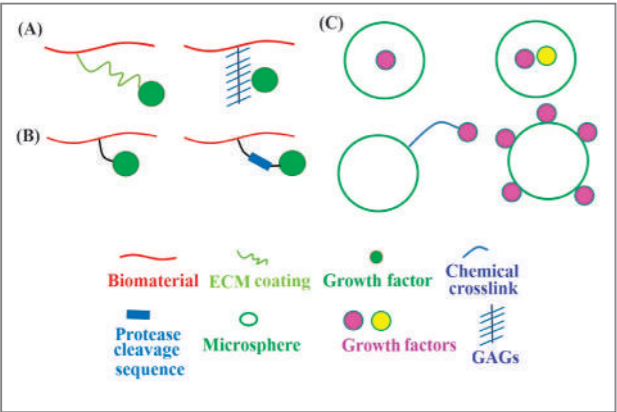 (A)
(C)
(B)
Biomaterial
ECM coating
Growth factor
Chemical
crosslink
Protease
cleavage
sequence
Microsphere
Growth factors
GAGs